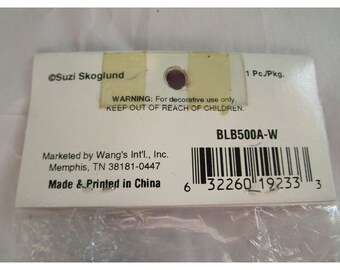 ©Suzi Skoglund
1 Pc./Pkg.
WARNING: For decorative use only
KEEP OUT OF REACH OF CHILDREN.
BLB500A-W
Marketed by Wang's Int'l., Inc.
Memphis, TN 38181-0447
Made & Printed in China
6 32260 19233 3